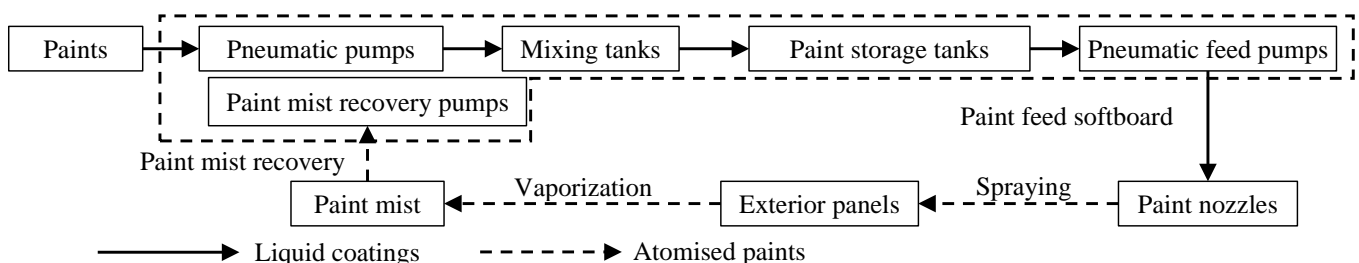 Paints
Pneumatic pumps
Mixing tanks
Paint storage tanks
Pneumatic feed pumps
Paint mist recovery pumps
Paint feed softboard
Paint mist recovery
Vaporization
Spraying
Paint mist
Exterior panels
Paint nozzles
Liquid coatings
Atomised paints